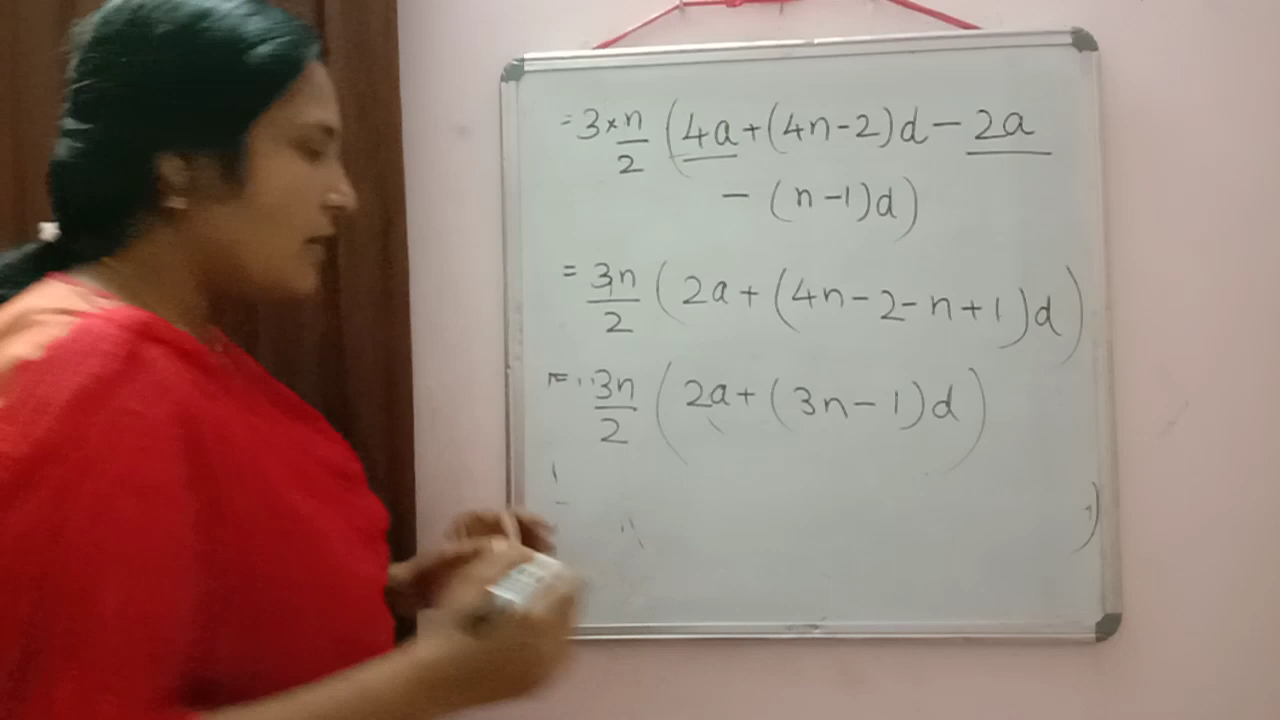 = 3 × n/2 (4a + (4n - 2)d - 2a
- (n - 1)d)
= 3n/2 (2a + (4n - 2 - n + 1)d)
= 3n/2 (2a + (3n - 1)d)